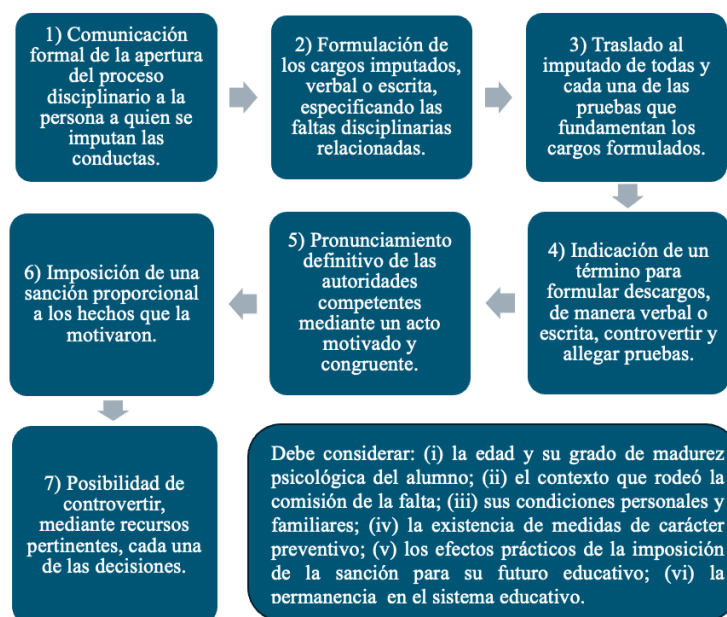 1) Comunicación
formal de la apertura
del proceso
disciplinario a la
persona a quien se
imputan las
conductas.
2) Formulación de
los cargos imputados,
verbal o escrita,
especificando las
faltas disciplinarias
relacionadas.
3) Traslado al
imputado de todas y
cada una de las
pruebas que
fundamentan los
cargos formulados.
4) Indicación de un
término para
formular descargos,
de manera verbal o
escrita, controvertir y
allegar pruebas.
5) Pronunciamiento
definitivo de las
autoridades
competentes
mediante un acto
motivado y
congruente.
6) Imposición de una
sanción proporcional
a los hechos que la
motivaron.
7) Posibilidad de
controvertir,
mediante recursos
pertinentes, cada una
de las decisiones.
Debe considerar: (i) la edad y su grado de madurez
psicológica del alumno; (ii) el contexto que rodeó la
comisión de la falta; (iii) sus condiciones personales y
familiares; (iv) la existencia de medidas de carácter
preventivo; (v) los efectos prácticos de la imposición
de la sanción para su futuro educativo; (vi) la
permanencia en el sistema educativo.